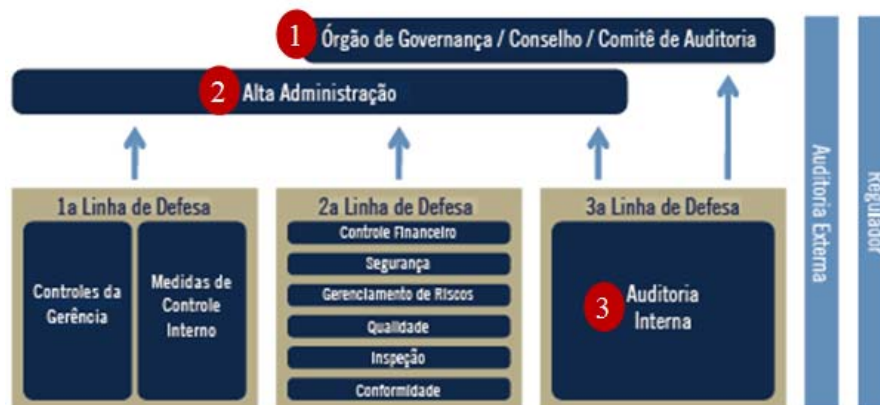 1 Órgão de Governança / Conselho / Comitê de Auditoria
2 Alta Administração
1a Linha de Defesa
Controles da
Gerência
Medidas de
Controle
Interno
2a Linha de Defesa
Controle Financeiro
Segurança
Gerenciamento de Riscos
Qualidade
Inspeção
Conformidade
3a Linha de Defesa
3 Auditoria
Interna
Auditoria Externa
Regulador